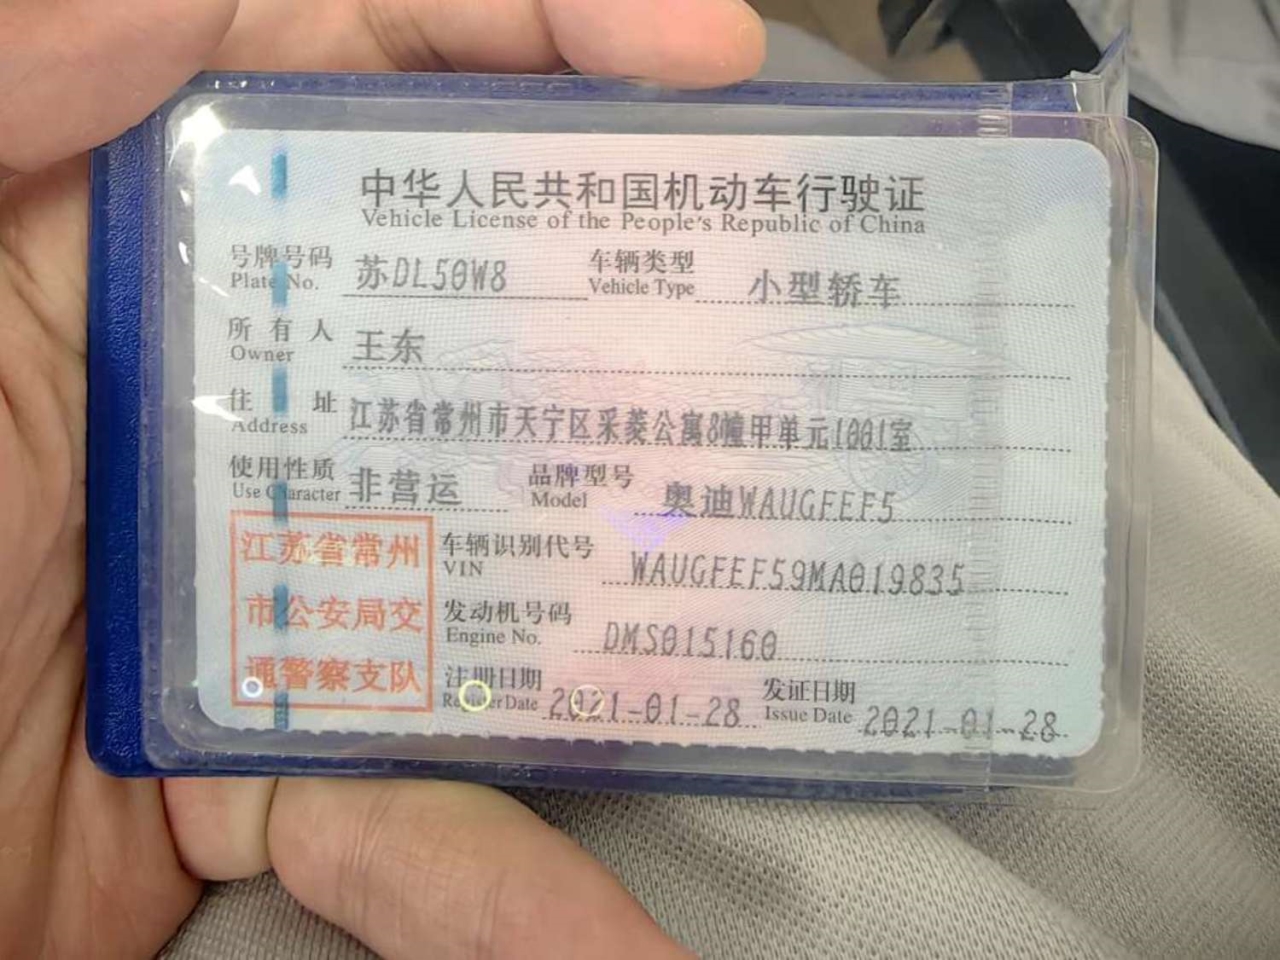 中华人民共和国机动车行驶证
Vehicle License of the People's Republic of China
号牌号码 苏DL50W8 车辆类型 小型轿车
Plate No. Vehicle Type
所有人 王东
Owner
住址 江苏省常州市天宁区采菱公寓8幢甲单元1001室
Address
使用性质 非营运 品牌型号 奥迪WAUGFEF5
Use Character Model
江苏省常州
市公安局交
通警察支队
车辆识别代号 WAUGFEF59MA019835
VIN
发动机号码 DMS015160
Engine No.
注册日期 2021-01-28 发证日期 2021-01-28
Register Date Issue Date